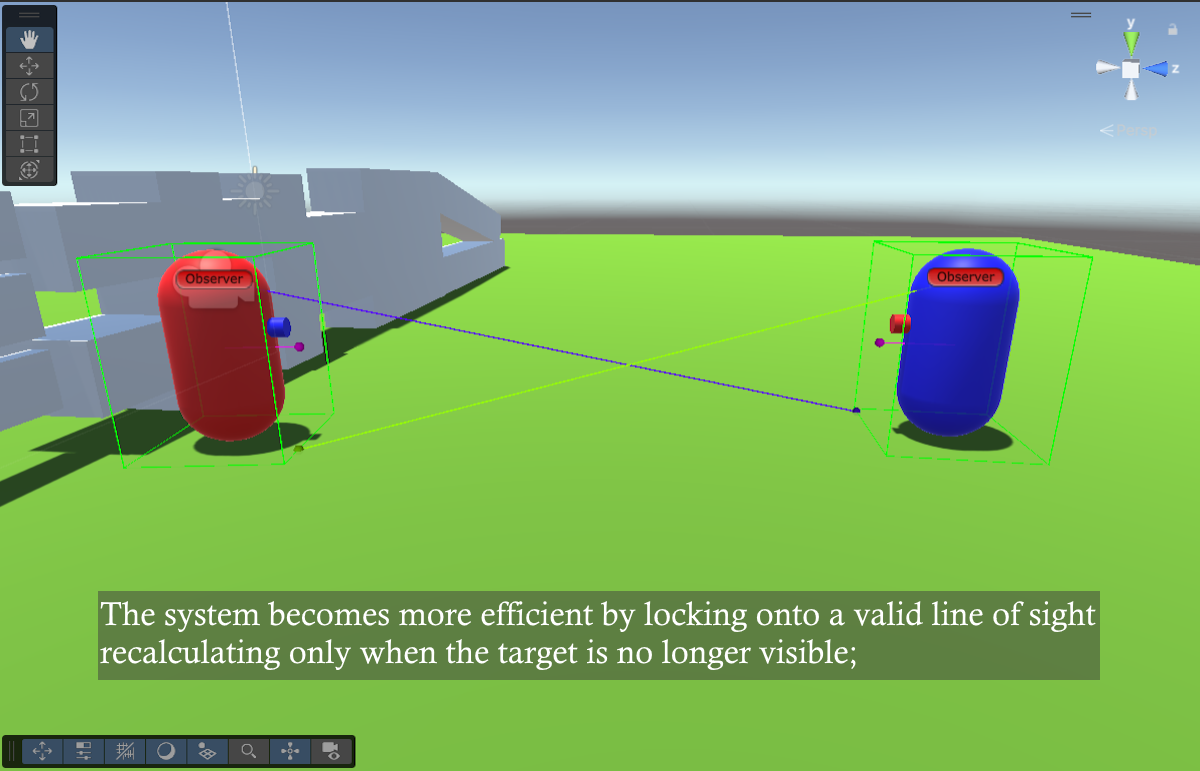 y
z
Persp
Observer
Observer
The system becomes more efficient by locking onto a valid line of sight
recalculating only when the target is no longer visible;